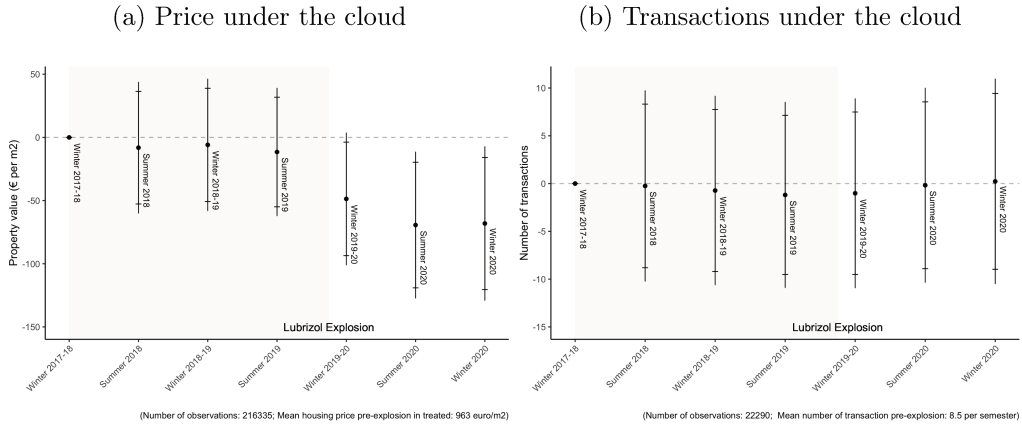 (a) Price under the cloud
50
0
-50
-100
-150
Property value (€ per m2)
Winter 2017-18
Summer 2018
Winter 2018-19
Summer 2019
Winter 2019-20
Summer 2020
Winter 2020
Lubrizol Explosion
Winter 2017-18
Summer 2018
Winter 2018-19
Summer 2019
Winter 2019-20
Summer 2020
Winter 2020
(Number of observations: 216335; Mean housing price pre-explosion in treated: 963 euro/m2)
(b) Transactions under the cloud
10
5
0
-5
-10
-15
Number of transactions
Winter 2017-18
Summer 2018
Winter 2018-19
Summer 2019
Winter 2019-20
Summer 2020
Winter 2020
Lubrizol Explosion
Winter 2017-18
Summer 2018
Winter 2018-19
Summer 2019
Winter 2019-20
Summer 2020
Winter 2020
(Number of observations: 22290; Mean number of transaction pre-explosion: 8.5 per semester)